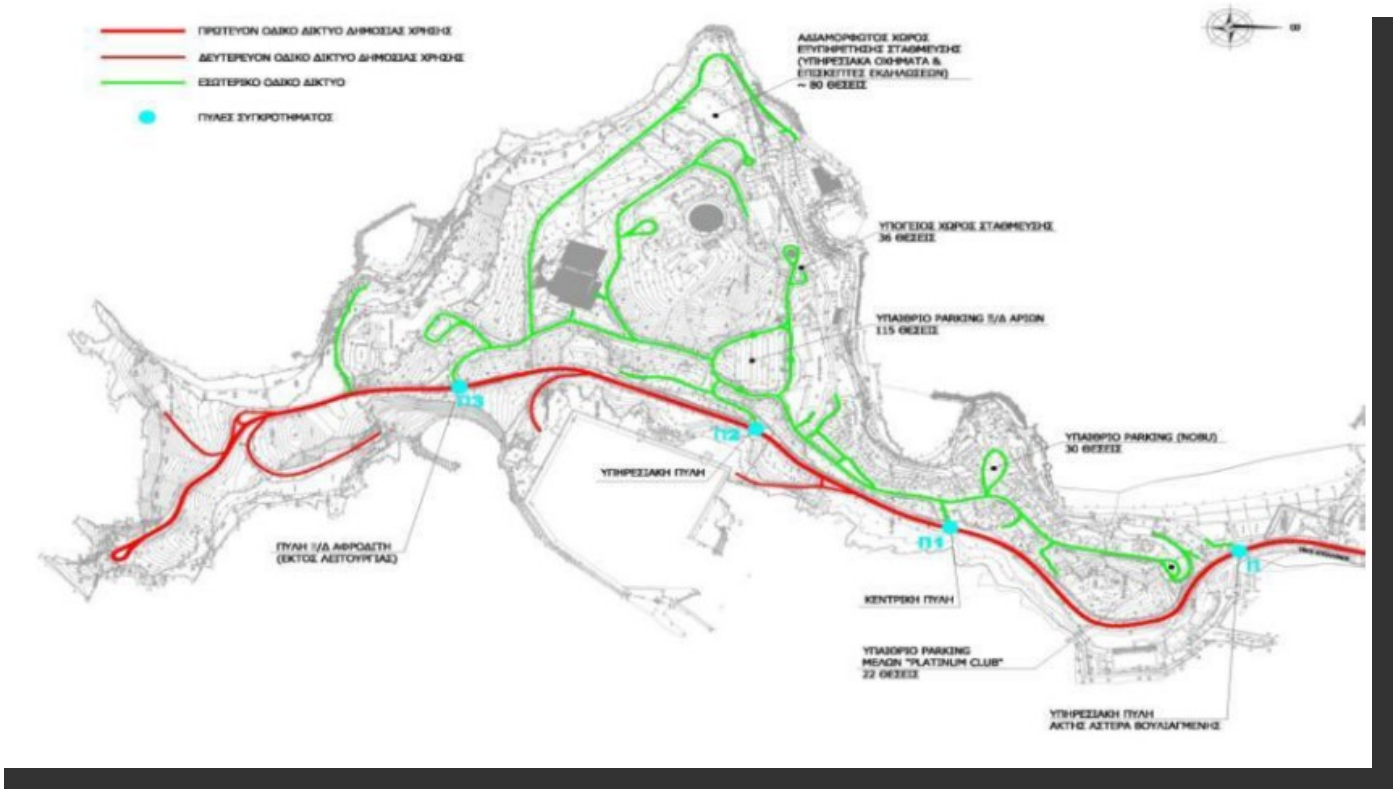 ΠΡΩΤΕΥΟΝ ΟΔΙΚΟ ΔΙΚΤΥΟ ΔΗΜΟΣΙΑΣ ΧΡΗΣΗΣ
ΔΕΥΤΕΡΕΥΟΝ ΟΔΙΚΟ ΔΙΚΤΥΟ ΔΗΜΟΣΙΑΣ ΧΡΗΣΗΣ
ΕΣΩΤΕΡΙΚΟ ΟΔΙΚΟ ΔΙΚΤΥΟ
ΠΥΛΕΣ ΣΥΓΚΡΟΤΗΜΑΤΟΣ
ΑΔΙΑΜΟΡΦΩΤΟΣ ΧΩΡΟΣ
ΕΞΥΠΗΡΕΤΗΣΗΣ ΣΤΑΘΜΕΥΣΗΣ
(ΥΠΗΡΕΣΙΑΚΑ ΟΧΗΜΑΤΑ &
ΕΠΙΣΚΕΠΤΕΣ ΕΚΔΗΛΩΣΕΩΝ)
~ 80 ΘΕΣΕΙΣ
ΥΠΟΓΕΙΟΣ ΧΩΡΟΣ ΣΤΑΘΜΕΥΣΗΣ
36 ΘΕΣΕΙΣ
ΥΠΑΙΘΡΙΟ PARKING Ξ/Δ ΑΡΙΩΝ
115 ΘΕΣΕΙΣ
Π3
Π2
ΥΠΑΙΘΡΙΟ PARKING (NOBU)
30 ΘΕΣΕΙΣ
ΥΠΗΡΕΣΙΑΚΗ ΠΥΛΗ
Π1
Π
ΠΥΛΗ Ξ/Δ ΑΦΡΟΔΙΤΗ
(ΕΚΤΟΣ ΛΕΙΤΟΥΡΓΙΑΣ)
ΚΕΝΤΡΙΚΗ ΠΥΛΗ
ΥΠΑΙΘΡΙΟ PARKING
ΜΕΛΩΝ "PLATINUM CLUB"
22 ΘΕΣΕΙΣ
ΥΠΗΡΕΣΙΑΚΗ ΠΥΛΗ
ΑΚΤΗΣ ΑΣΤΕΡΑ ΒΟΥΛΙΑΓΜΕΝΗΣ